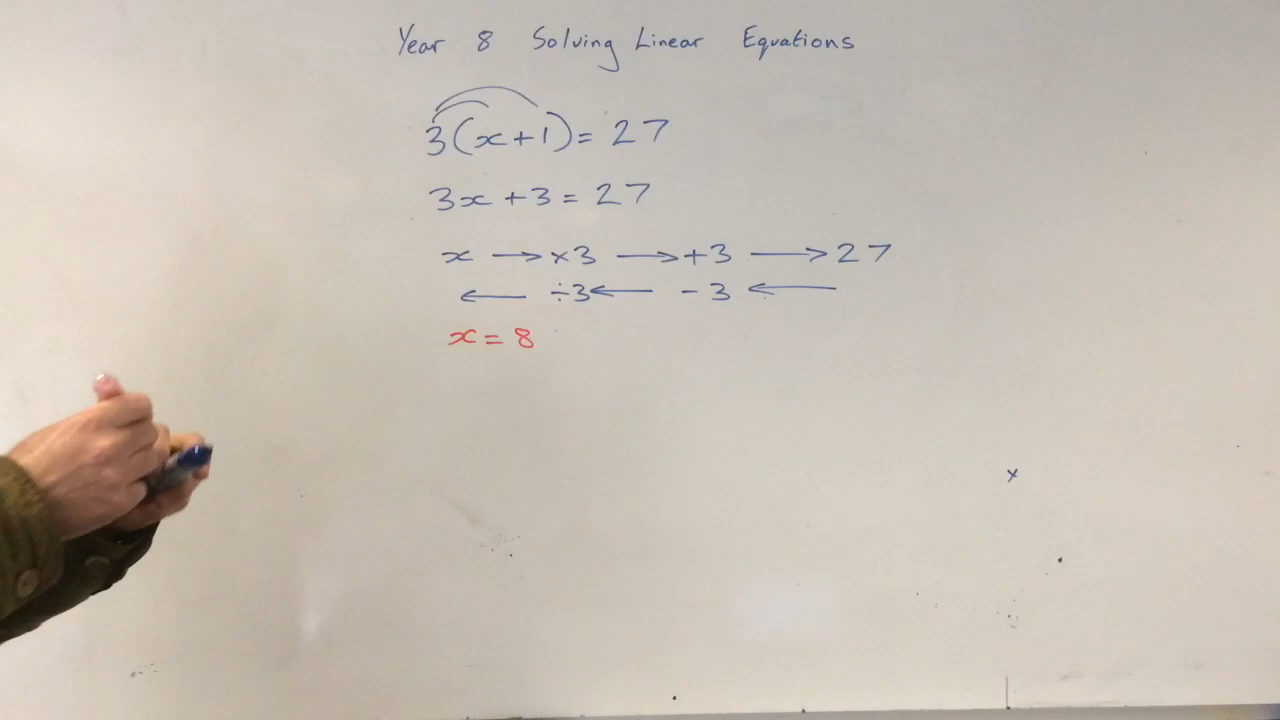 Year 8 Solving Linear Equations
3(x+1)=27
3x+3=27
x→×3→+3→27
←÷3←-3←
x=8
x